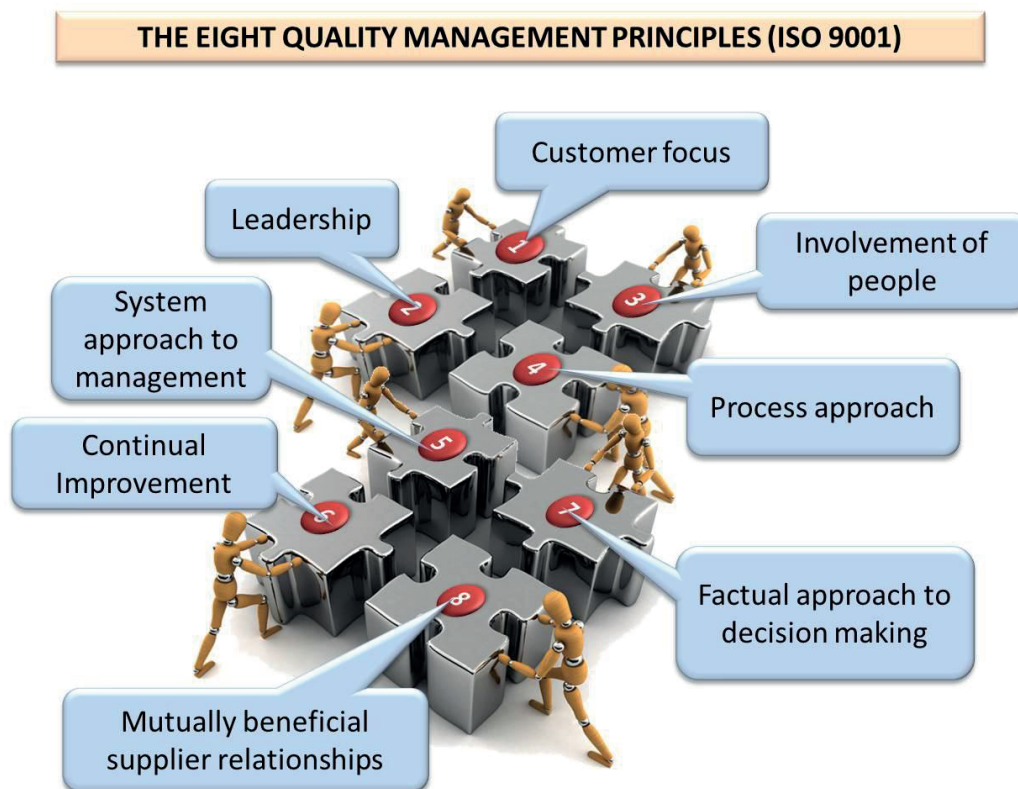 THE EIGHT QUALITY MANAGEMENT PRINCIPLES (ISO 9001)
Customer focus
1
Leadership
2
Involvement of
people
3
System
approach to
management
4
Process approach
5
Continual
Improvement
6
7
Factual approach to
decision making
8
Mutually beneficial
supplier relationships